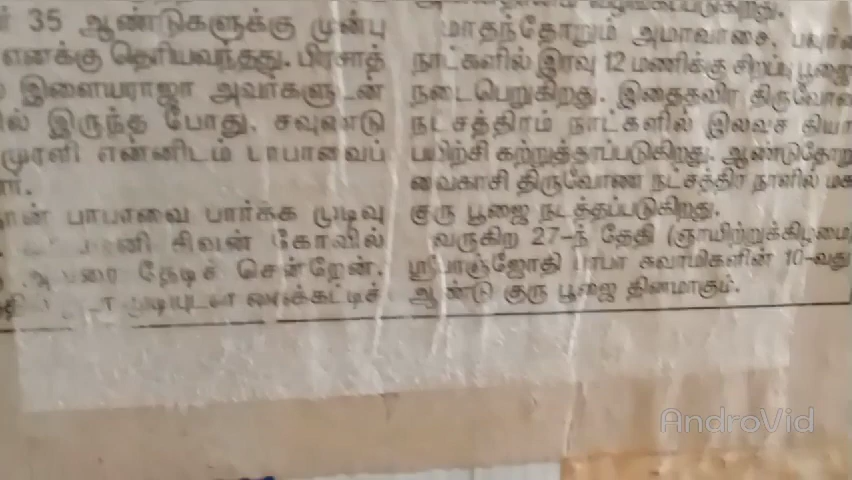 35 ஆண்டுகளுக்கு முன்பு
எனக்கு தெரியவந்தது. பிரசாத்
இளையராஜா அவர்களுடன்
இருந்த போது. சவுண்டு
முரளி என்னிடம் பாபாவைப்
பாபாவை பார்க்க முடிவு
சிவன் கோவில்
தேடிச் சென்றேன்.
மாதந்தோறும் அமாவாசை,
நாட்களில் இரவு 12 மணிக்கு சிறப்பு பூஜை
நடைபெறுகிறது. இதைதவிர
நட்சத்திரம் நாட்களில் இலவச
பயிற்சி கற்றுத்தரப்படுகிறது.
வைகாசி திருவோண நட்சத்திர நாளில்
குரு பூஜை நடத்தப்படுகிறது.
வருகிற 27-ந் தேதி (ஞாயிற்றுக்கிழமை)
பாபா சுவாமிகளின் 10-வது
ஆண்டு குரு பூஜை தினமாகும்.
AndroVid